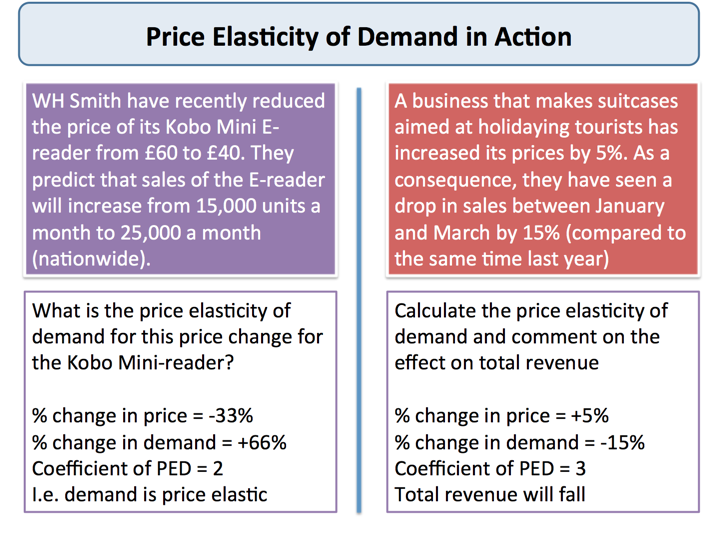 Price Elasticity of Demand in Action
WH Smith have recently reduced
the price of its Kobo Mini E-
reader from £60 to £40. They
predict that sales of the E-reader
will increase from 15,000 units a
month to 25,000 a month
(nationwide).
What is the price elasticity of
demand for this price change for
the Kobo Mini-reader?
% change in price = -33%
% change in demand = +66%
Coefficient of PED = 2
I.e. demand is price elastic
A business that makes suitcases
aimed at holidaying tourists has
increased its prices by 5%. As a
consequence, they have seen a
drop in sales between January
and March by 15% (compared to
the same time last year)
Calculate the price elasticity of
demand and comment on the
effect on total revenue
% change in price = +5%
% change in demand = -15%
Coefficient of PED = 3
Total revenue will fall